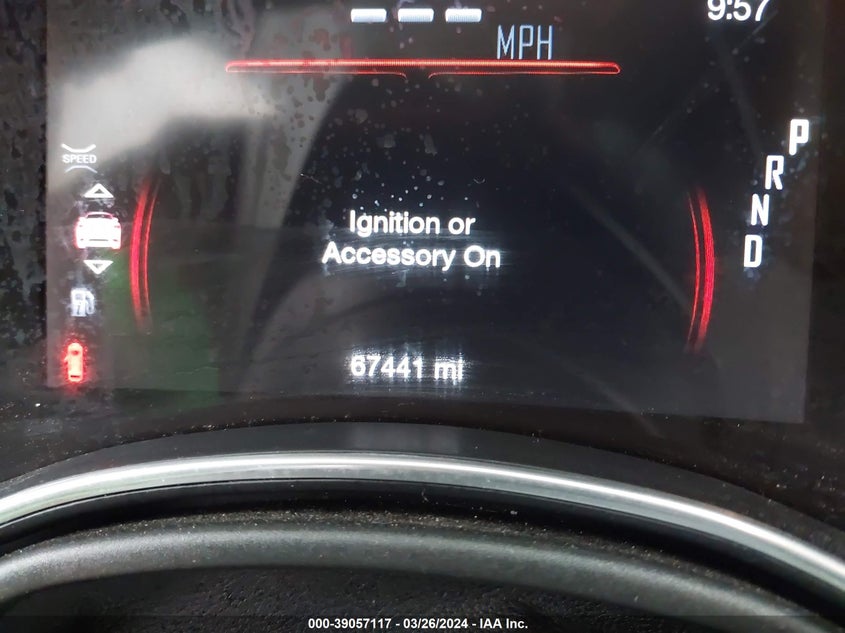 9:57
MPH
SPEED
P
R
N
D
Ignition or
Accessory On
67441 mi
000-39057117 - 03/26/2024 - IAA Inc.